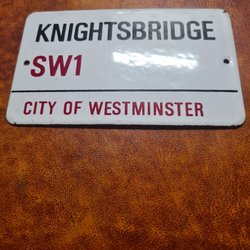 KNIGHTSBRIDGE
SW1
CITY OF WESTMINSTER